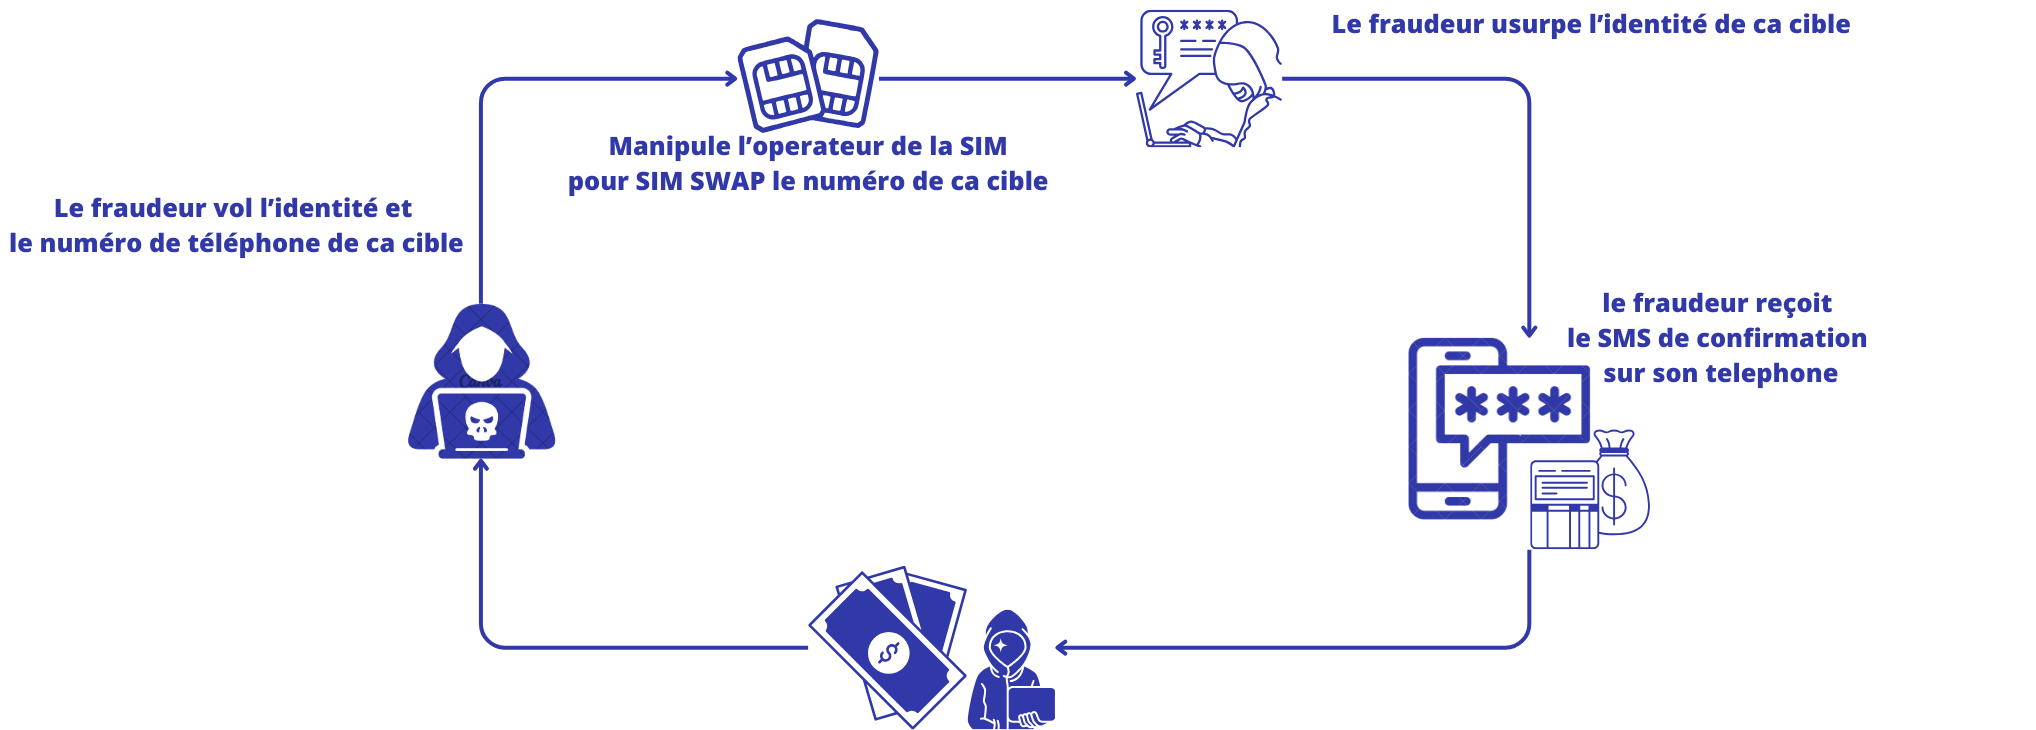 Le fraudeur usurpe l’identité de ca cible
Manipule l’operateur de la SIM
pour SIM SWAP le numéro de ca cible
Le fraudeur vol l’identité et
le numéro de téléphone de ca cible
le fraudeur reçoit
le SMS de confirmation
sur son telephone
Canva